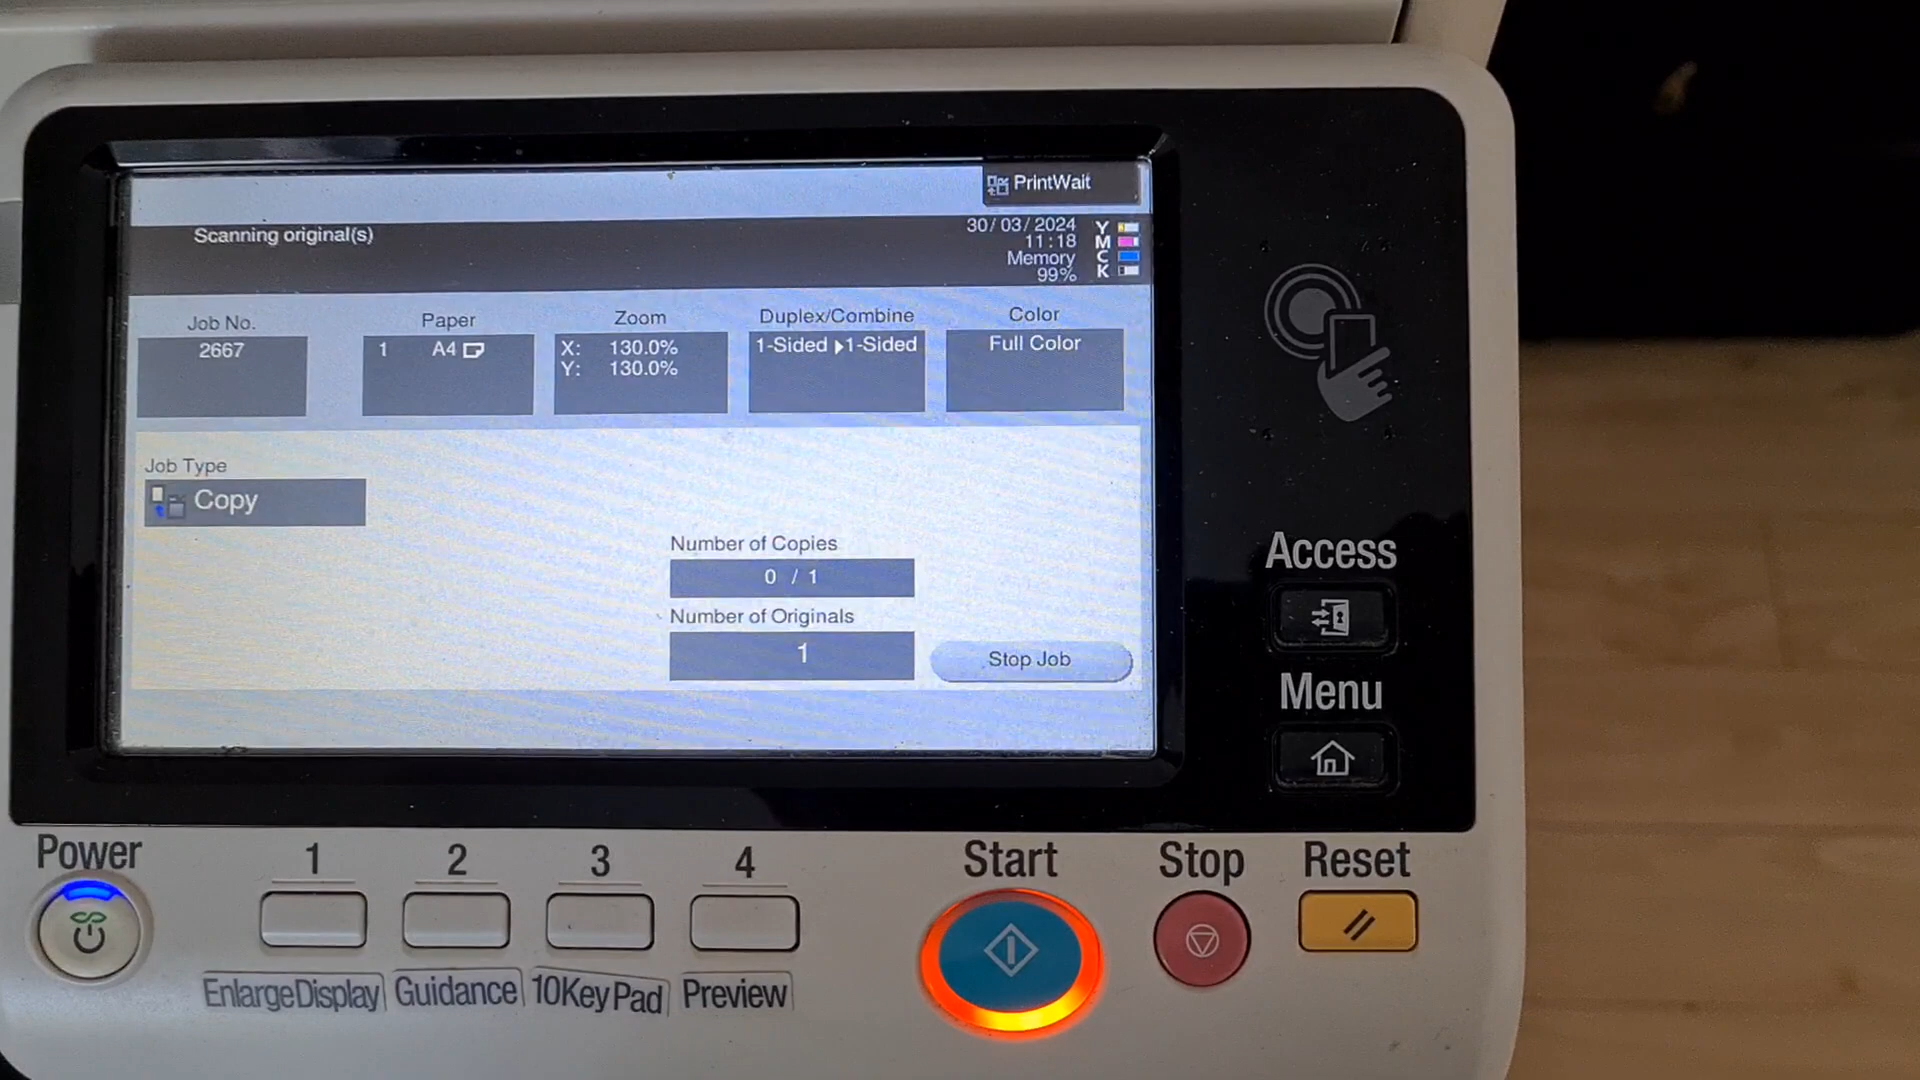 PrintWait
Scanning original(s)
30/03/2024
11:18
Memory
99%
Y
M
C
K
Job No.
2667
Paper
1 A4
Zoom
X: 130.0%
Y: 130.0%
Duplex/Combine
1-Sided ▶1-Sided
Color
Full Color
Job Type
Copy
Number of Copies
0 / 1
Number of Originals
1
Stop Job
Access
Menu
Power
1
2
3
4
Start
Stop
Reset
EnlargeDisplay
Guidance
10KeyPad
Preview